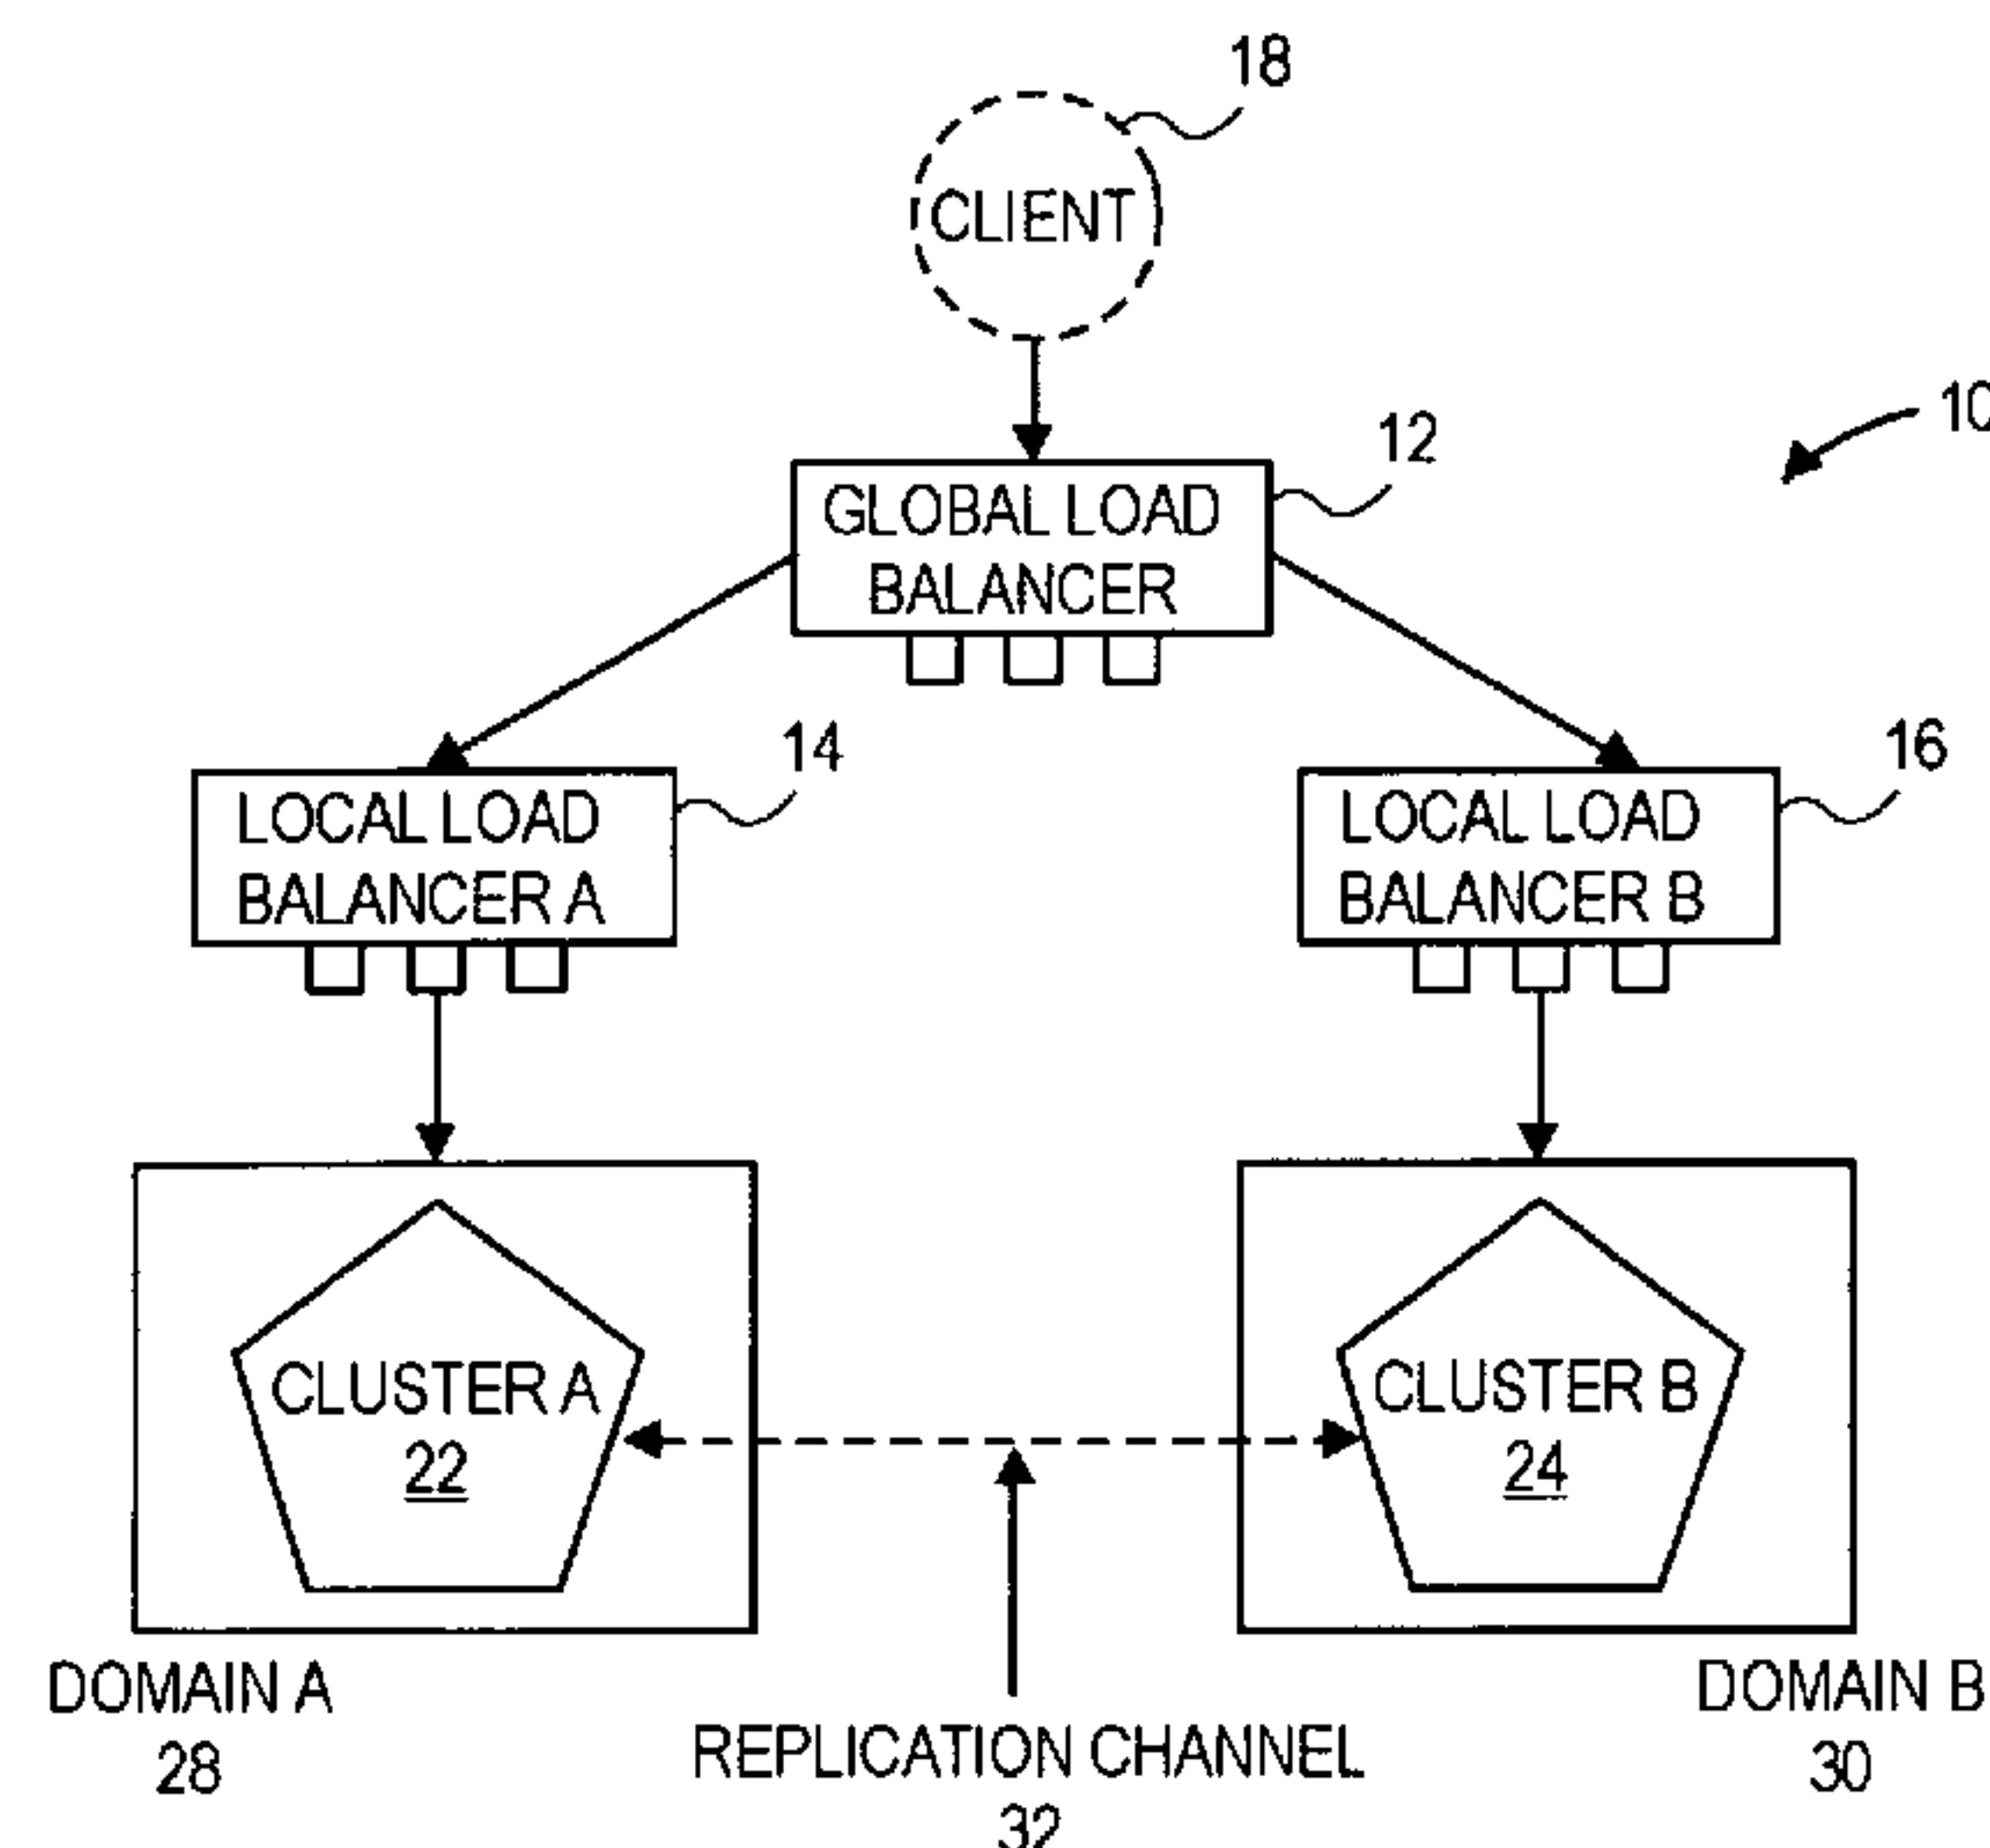 18
CLIENT
10
12
GLOBAL LOAD
BALANCER
14
16
LOCAL LOAD
BALANCER A
LOCAL LOAD
BALANCER B
CLUSTER A
22
CLUSTER B
24
DOMAIN A
28
DOMAIN B
30
REPLICATION CHANNEL
32